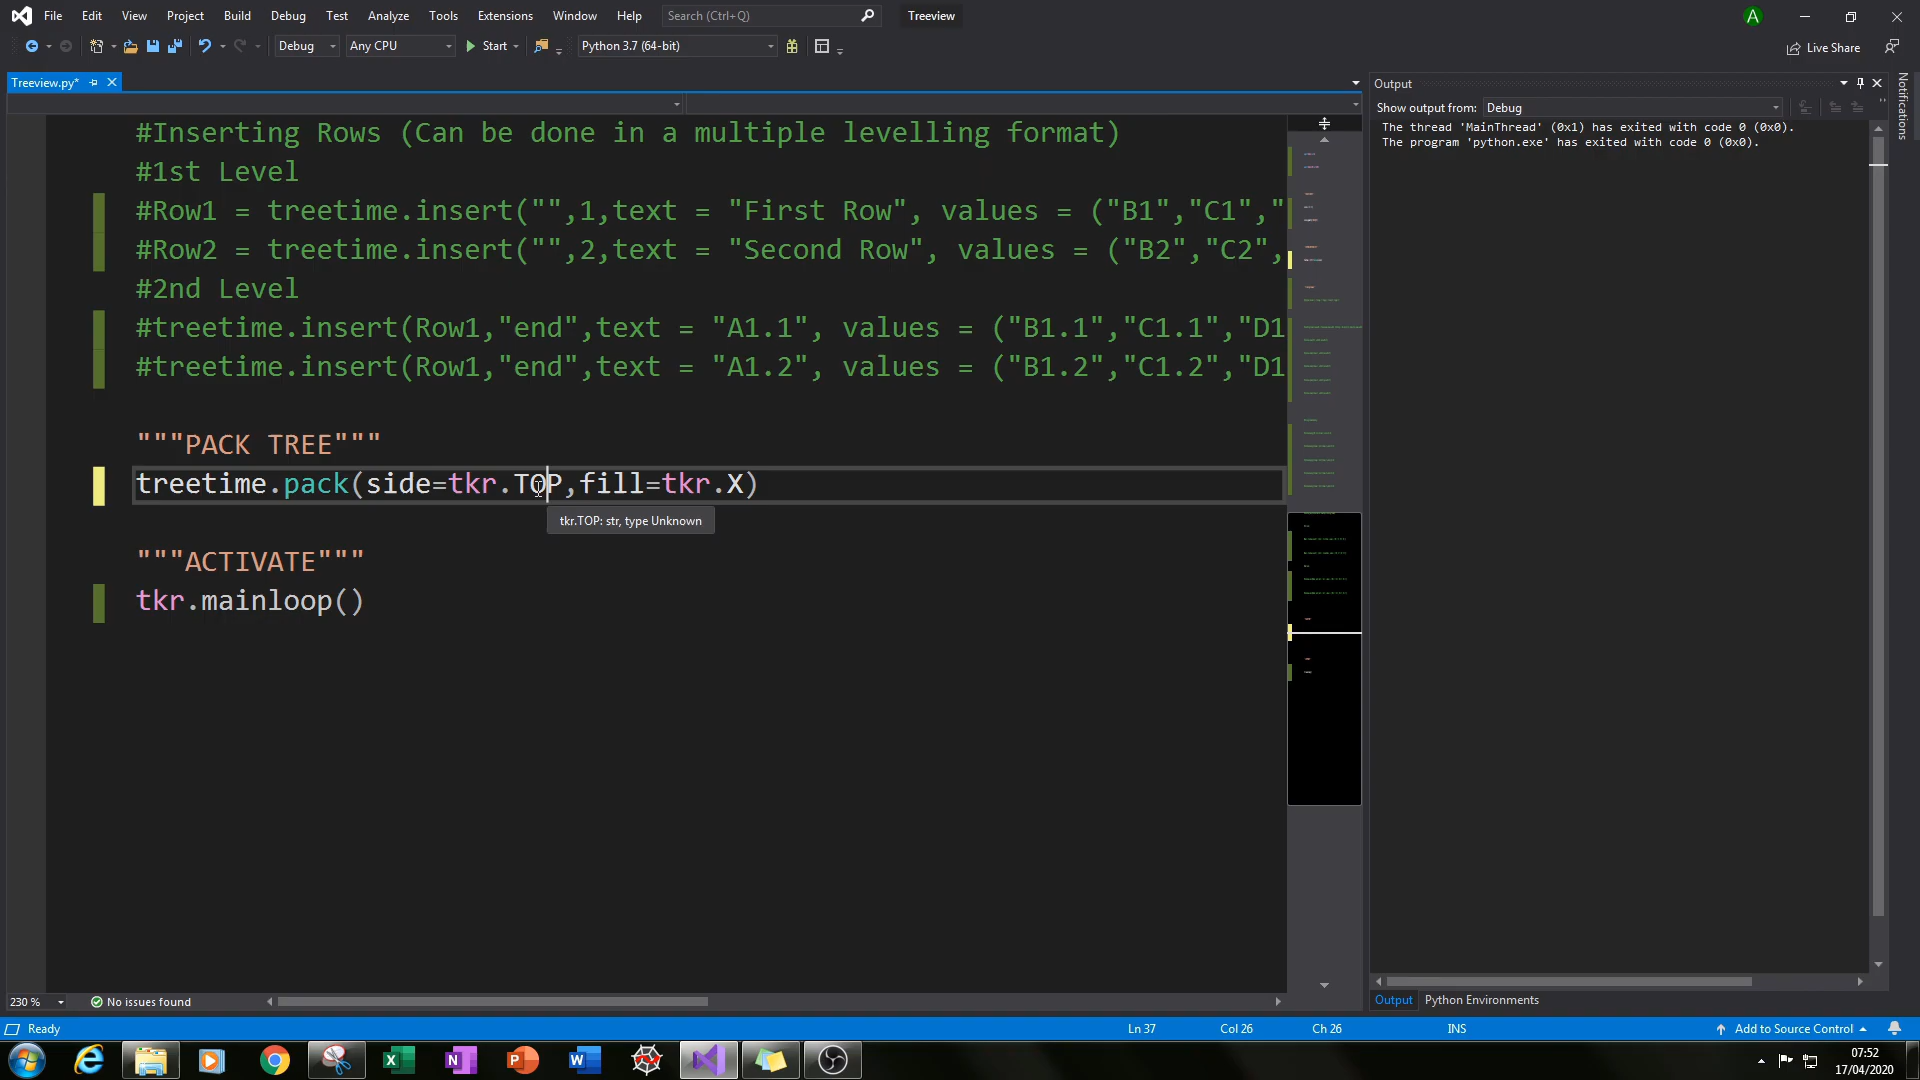 File Edit View Project Build Debug Test Analyze Tools Extensions Window Help Search (Ctrl+Q) Treeview A
Debug Any CPU Start Python 3.7 (64-bit) Live Share
Treeview.py*
Output
Notifications
Show output from: Debug
The thread 'MainThread' (0x1) has exited with code 0 (0x0).
The program 'python.exe' has exited with code 0 (0x0).
#Inserting Rows (Can be done in a multiple levelling format)
#1st Level
#Row1 = treetime.insert("",1,text = "First Row", values = ("B1","C1","
#Row2 = treetime.insert("",2,text = "Second Row", values = ("B2","C2",
#2nd Level
#treetime.insert(Row1,"end",text = "A1.1", values = ("B1.1","C1.1","D1
#treetime.insert(Row1,"end",text = "A1.2", values = ("B1.2","C1.2","D1
"""PACK TREE"""
treetime.pack(side=tkr.TOP,fill=tkr.X)
tkr.TOP: str, type Unknown
"""ACTIVATE"""
tkr.mainloop()
230 % No issues found
Output Python Environments
Ready Ln 37 Col 26 Ch 26 INS Add to Source Control
07:52
17/04/2020